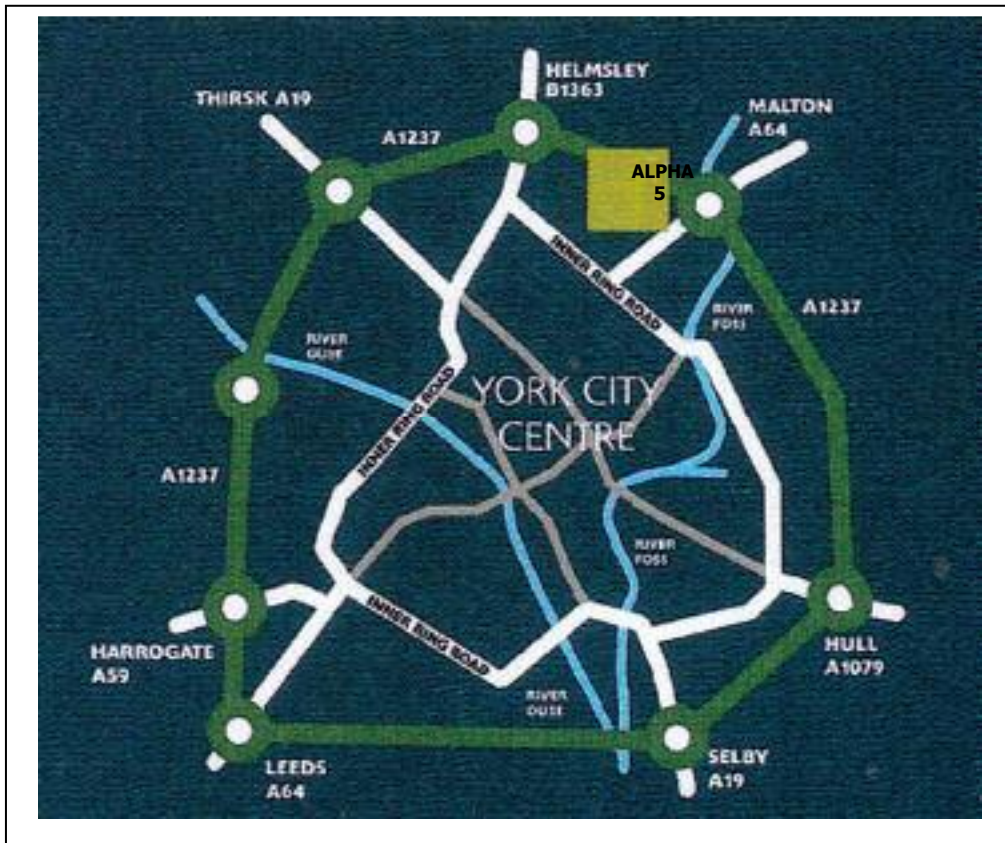 HELMSLEY
B1363
THIRSK A19
MALTON
A64
A1237
ALPHA
5
INNER RING ROAD
A1237
RIVER
FOSS
RIVER
OUSE
YORK CITY
CENTRE
INNER RING ROAD
A1237
RIVER
FOSS
INNER RING ROAD
HARROGATE
A59
HULL
A1079
RIVER
OUSE
LEEDS
A64
SELBY
A19